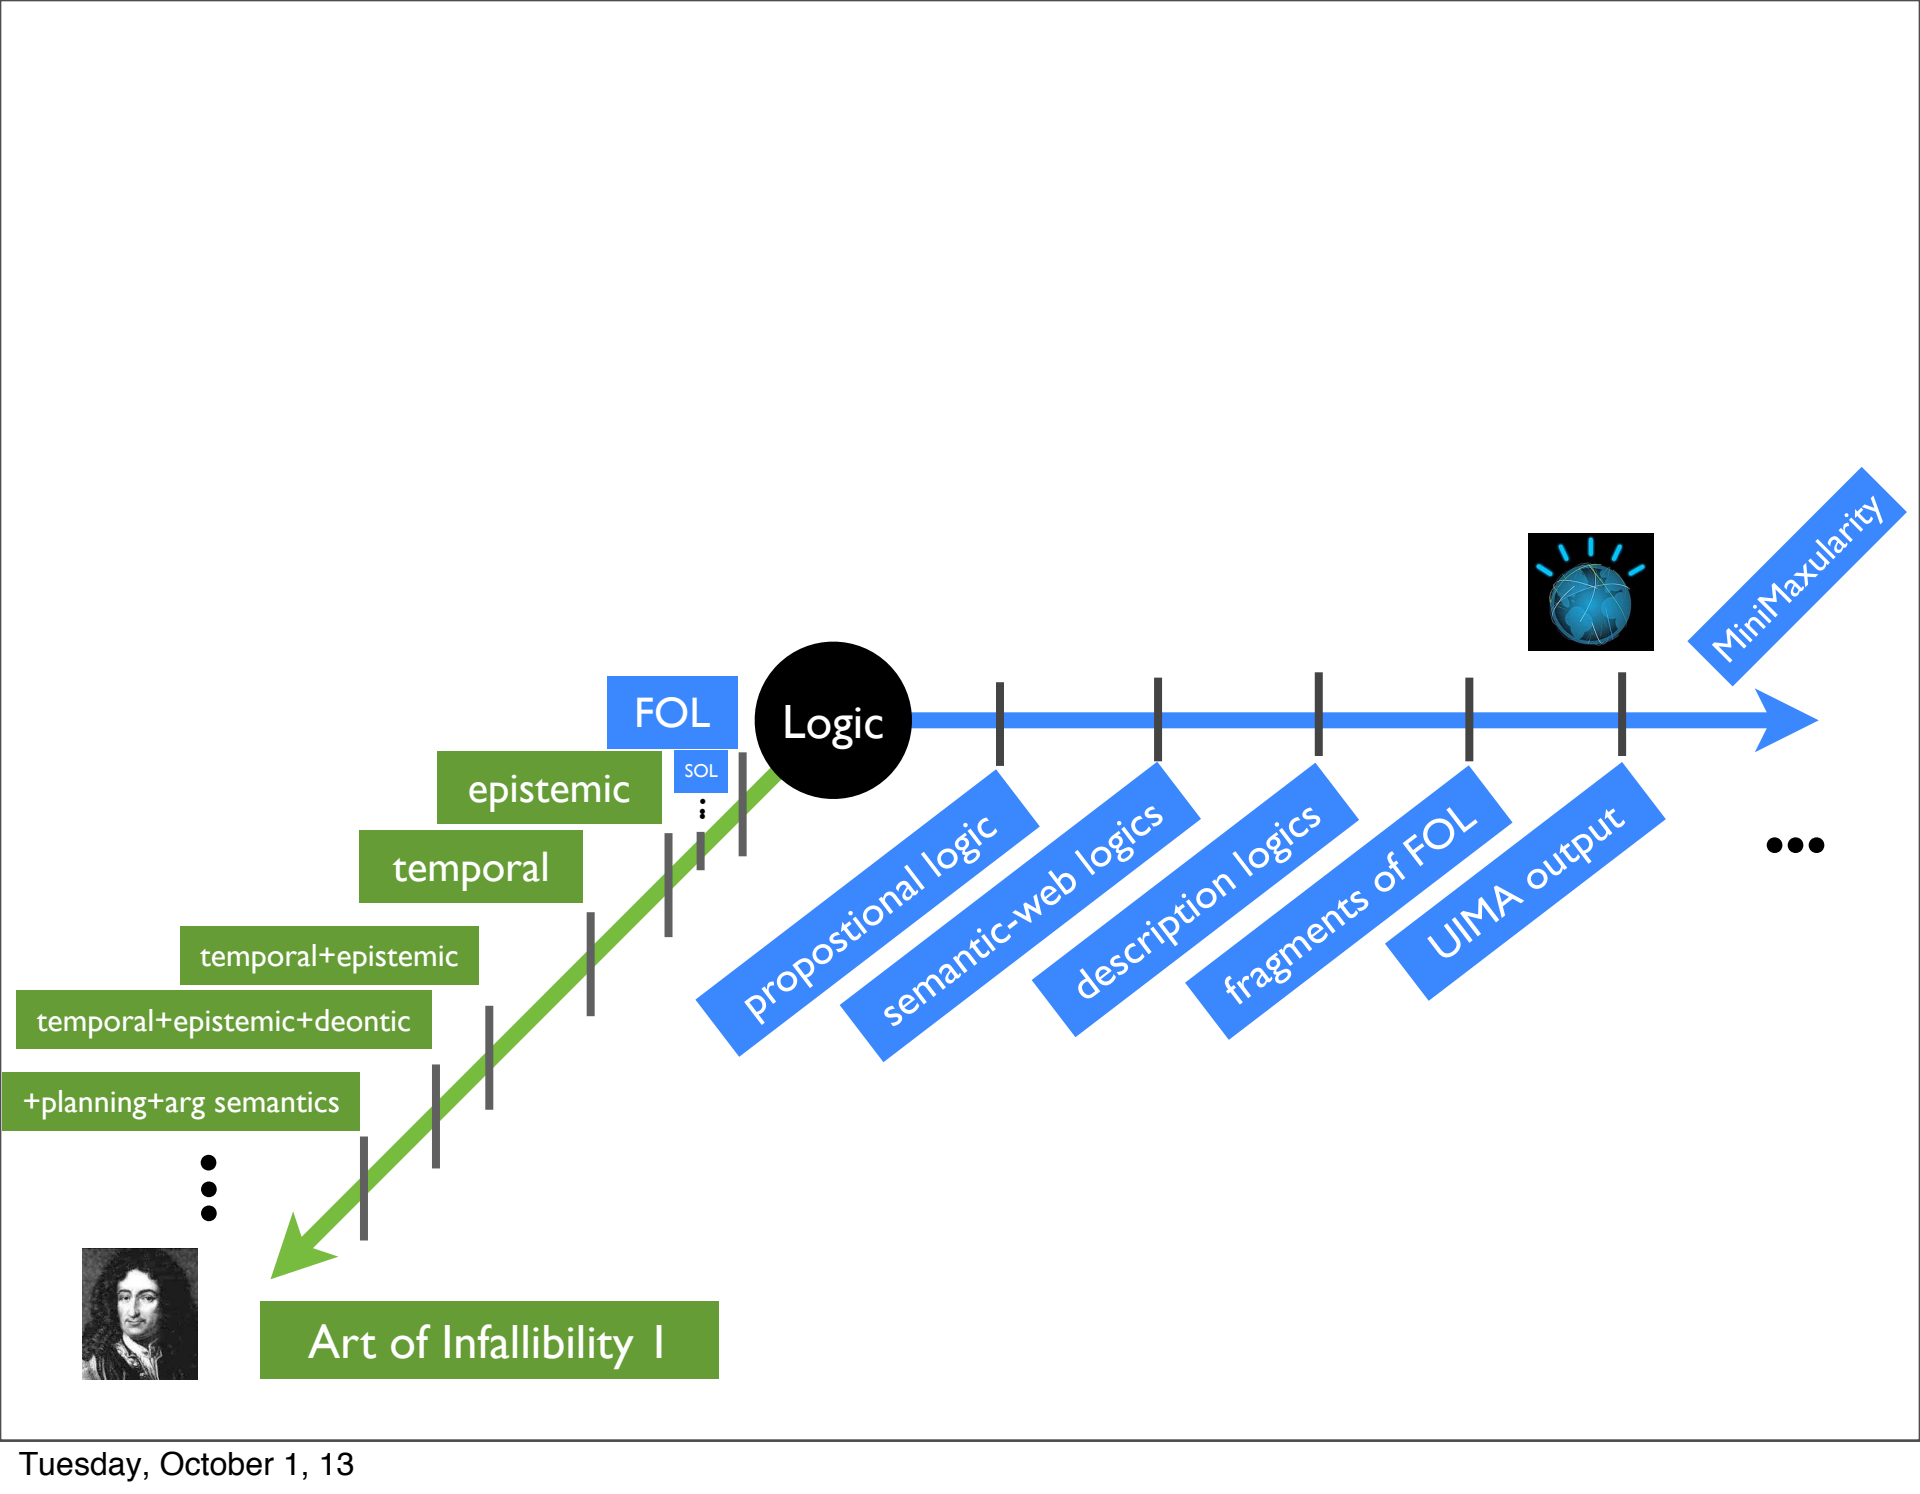 MiniMaxularity
FOL
Logic
SOL
epistemic
temporal
temporal+epistemic
temporal+epistemic+deontic
+planning+arg semantics
propostional logic
semantic-web logics
description logics
fragments of FOL
UIMA output
Art of Infallibility 1
Tuesday, October 1, 13